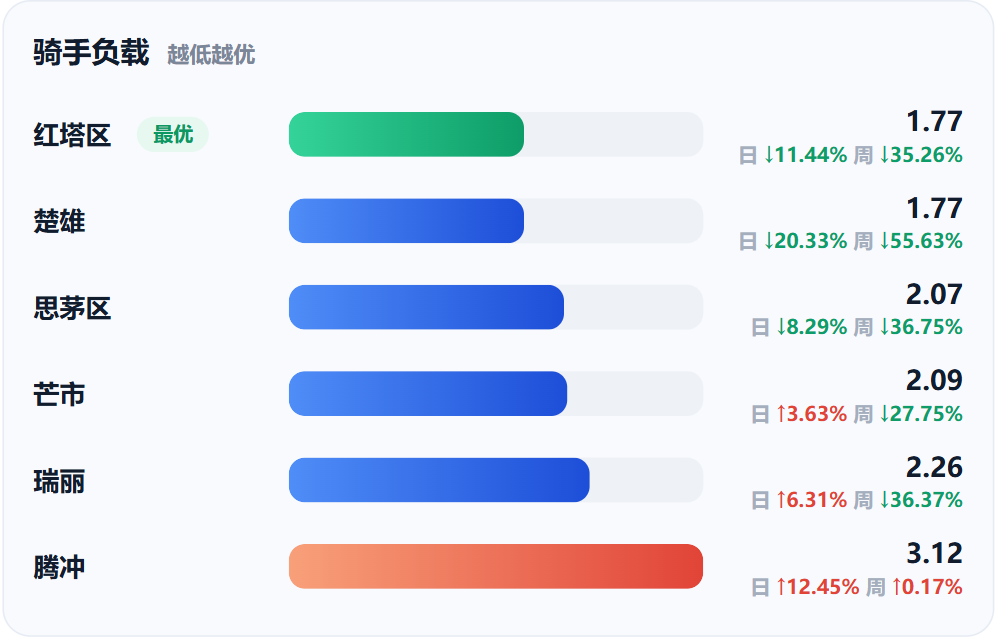 骑手负载 越低越优
红塔区 最优 1.77
日 ↓11.44% 周 ↓35.26%
楚雄 1.77
日 ↓20.33% 周 ↓55.63%
思茅区 2.07
日 ↓8.29% 周 ↓36.75%
芒市 2.09
日 ↑3.63% 周 ↓27.75%
瑞丽 2.26
日 ↑6.31% 周 ↓36.37%
腾冲 3.12
日 ↑12.45% 周 ↑0.17%